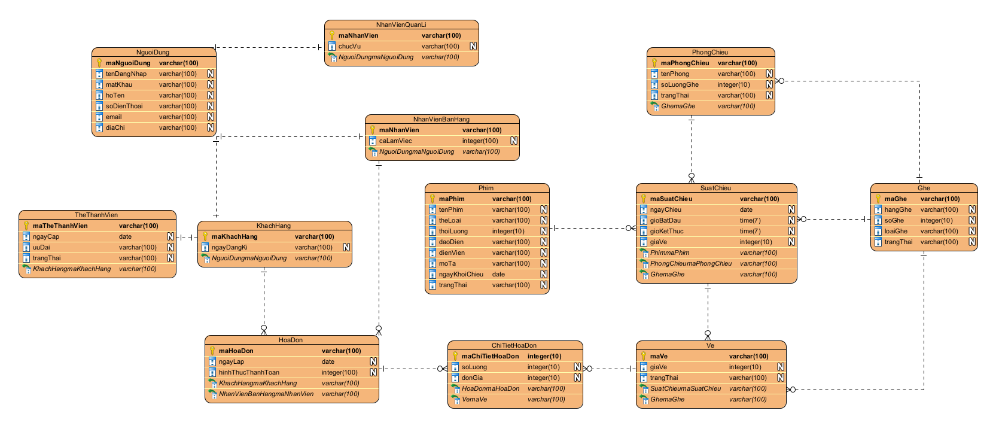 NhanVienQuanLi
maNhanVien varchar(100)
chucVu varchar(100) N
NguoiDungmaNguoiDung varchar(100)
NguoiDung
maNguoiDung varchar(100)
tenDangNhap varchar(100) N
matKhau varchar(100) N
hoTen varchar(100) N
soDienThoai varchar(100) N
email varchar(100) N
diaChi varchar(100) N
PhongChieu
maPhongChieu varchar(100)
tenPhong varchar(100) N
soLuongGhe integer(10) N
trangThai varchar(100) N
GhemaGhe varchar(100)
NhanVienBanHang
maNhanVien varchar(100)
caLamViec integer(100) N
NguoiDungmaNguoiDung varchar(100)
Phim
maPhim varchar(100)
tenPhim varchar(100) N
theLoai varchar(100) N
thoiLuong integer(10) N
daoDien varchar(100) N
dienVien varchar(100) N
moTa varchar(100) N
ngayKhoiChieu date N
trangThai varchar(100) N
SuatChieu
maSuatChieu varchar(100)
ngayChieu date N
gioBatDau time(7) N
gioKetThuc time(7) N
giaVe integer(10) N
PhimmaPhim varchar(100)
PhongChieumaPhongChieu varchar(100)
GhemaGhe varchar(100)
Ghe
maGhe varchar(100)
hangGhe varchar(100) N
soGhe integer(10) N
loaiGhe varchar(100) N
trangThai varchar(100) N
TheThanhVien
maTheThanhVien varchar(100)
ngayCap date N
uuDai varchar(100) N
trangThai varchar(100) N
KhachHangmaKhachHang varchar(100)
KhachHang
maKhachHang varchar(100)
ngayDangKi varchar(100) N
NguoiDungmaNguoiDung varchar(100)
HoaDon
maHoaDon varchar(100)
ngayLap date N
hinhThucThanhToan integer(100) N
KhachHangmaKhachHang varchar(100)
NhanVienBanHangmaNhanVien varchar(100)
ChiTietHoaDon
maChiTietHoaDon integer(10)
soLuong integer(10) N
donGia integer(10) N
HoaDonmaHoaDon varchar(100)
VemaVe varchar(100)
Ve
maVe varchar(100)
giaVe integer(10) N
trangThai varchar(100) N
SuatChieumaSuatChieu varchar(100)
GhemaGhe varchar(100)